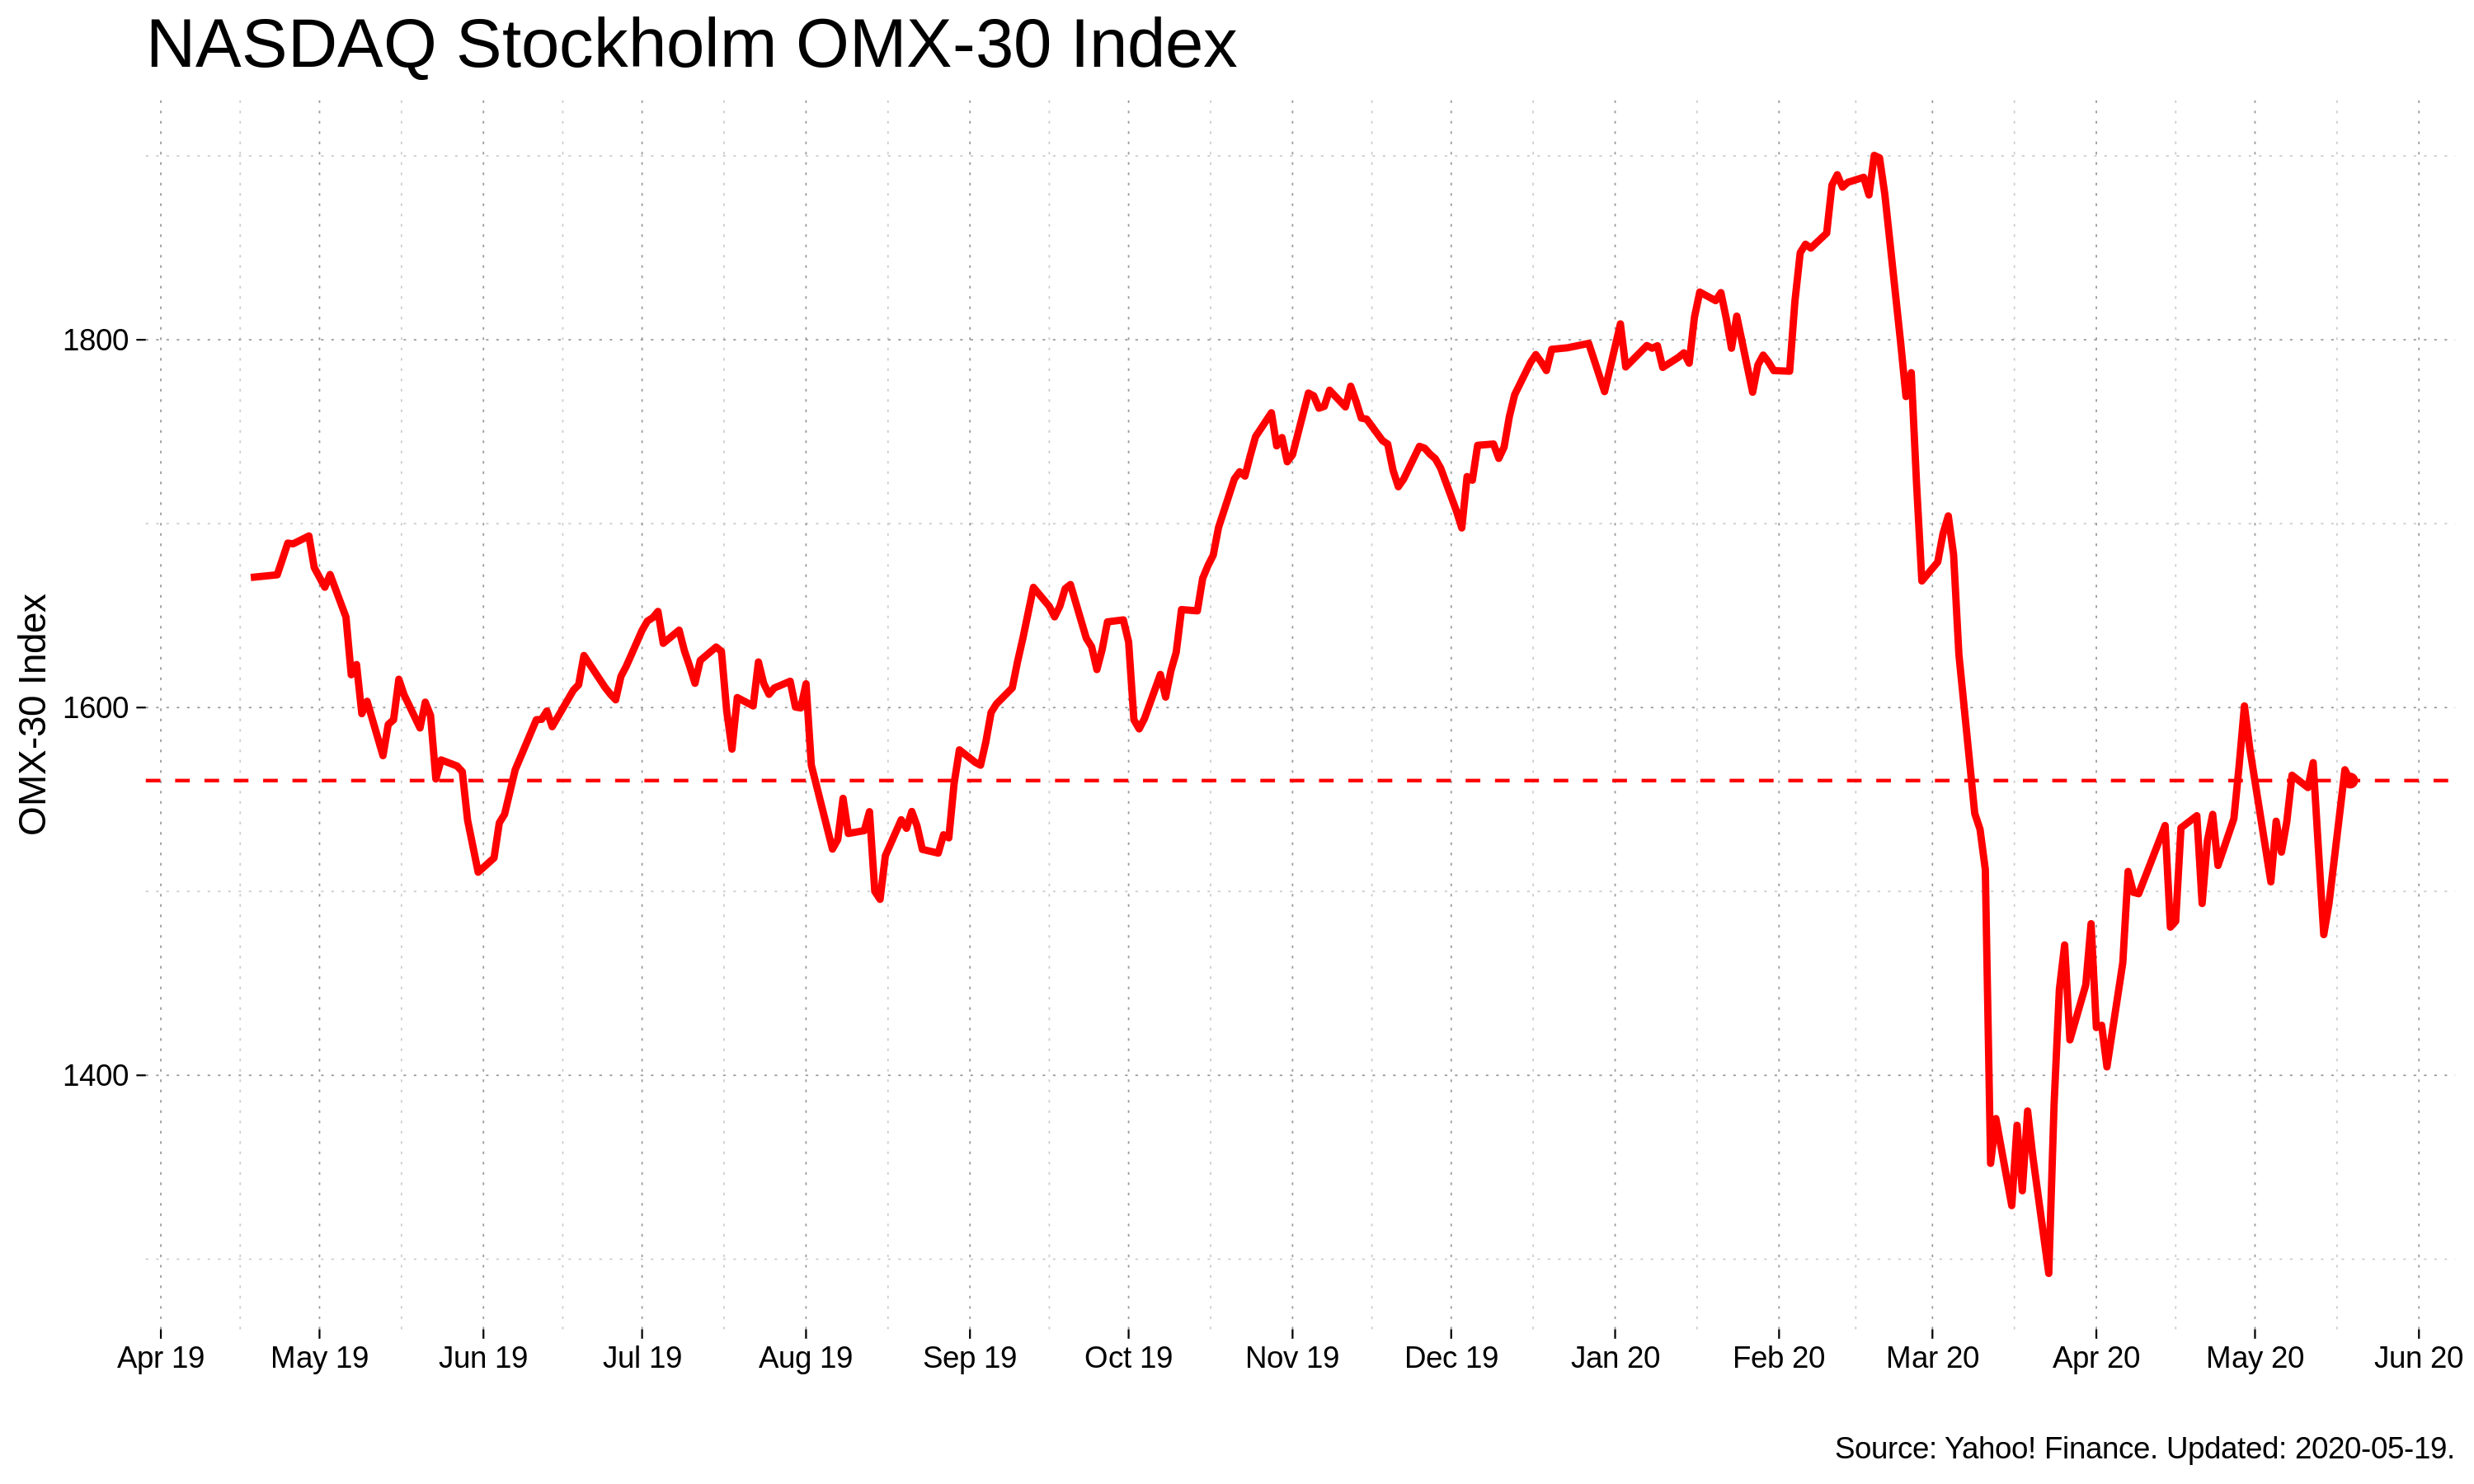 NASDAQ Stockholm OMX-30 Index
OMX-30 Index
1800
1600
1400
Apr 19 May 19 Jun 19 Jul 19 Aug 19 Sep 19 Oct 19 Nov 19 Dec 19 Jan 20 Feb 20 Mar 20 Apr 20 May 20 Jun 20
Source: Yahoo! Finance. Updated: 2020-05-19.